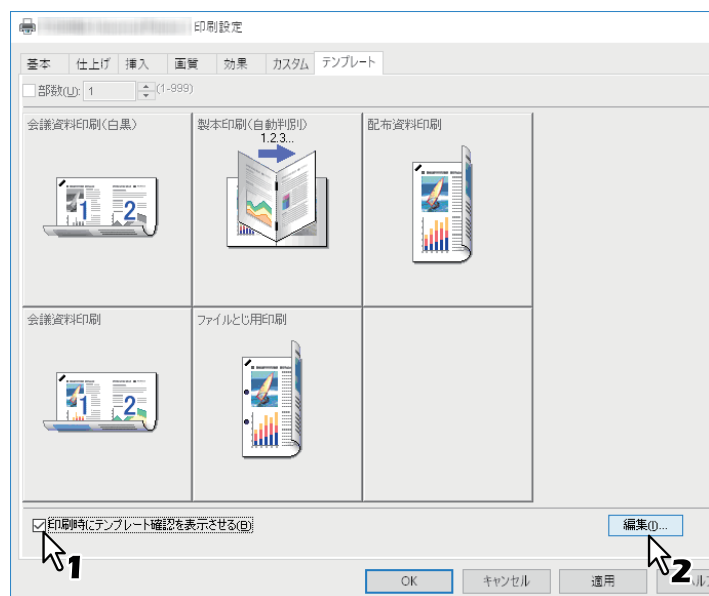 印刷設定
基本 仕上げ 挿入 画質 効果 カスタム テンプレート
部数(U): 1 (1-999)
会議資料印刷(白黒) 製本印刷(自動判別) 配布資料印刷
1.2.3...
1 2
会議資料印刷 ファイルとじ用印刷
1 2
印刷時にテンプレート確認を表示させる(B) 編集(I)...
1 2
OK キャンセル 適用